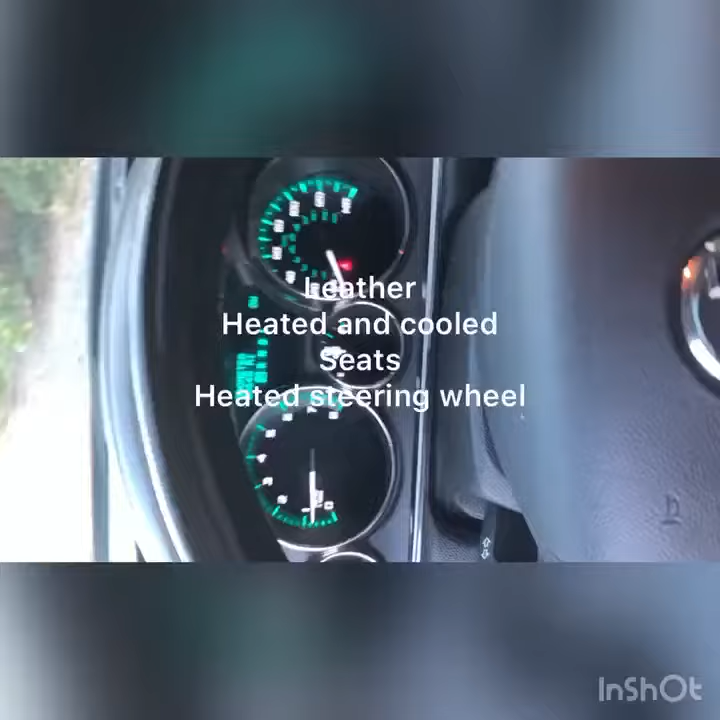 Leather
Heated and cooled
Seats
Heated steering wheel
InShOt